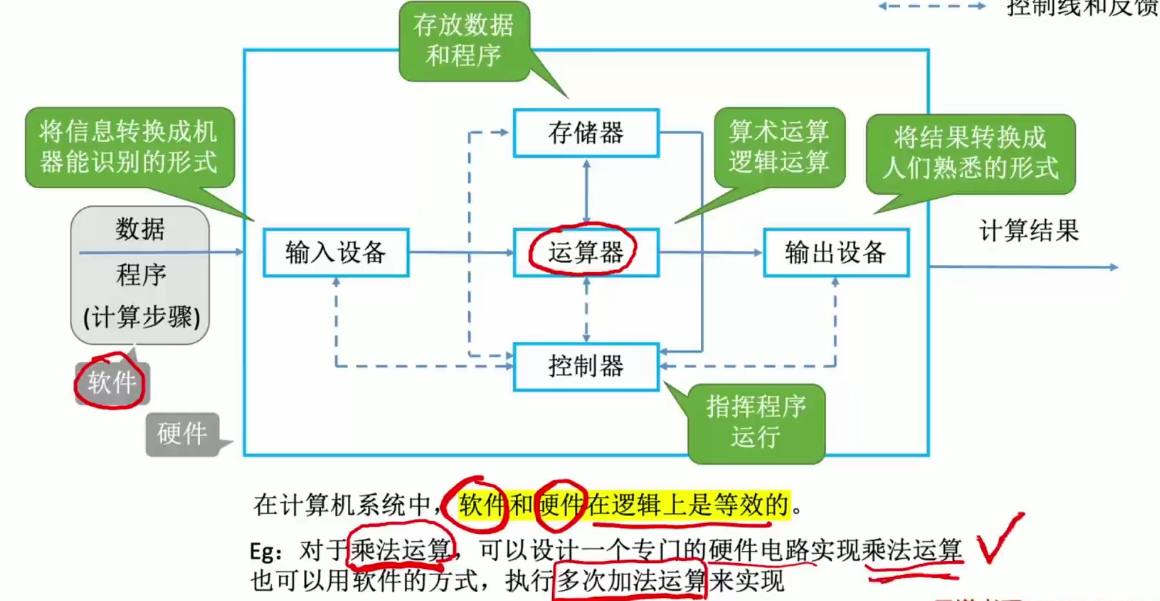 控制线和反馈
存放数据
和程序
将信息转换成机
器能识别的形式
存储器
算术运算
逻辑运算
将结果转换成
人们熟悉的形式
数据
程序
(计算步骤)
输入设备
运算器
输出设备
计算结果
控制器
软件
硬件
指挥程序
运行
在计算机系统中，软件和硬件在逻辑上是等效的。
Eg：对于乘法运算，可以设计一个专门的硬件电路实现乘法运算
也可以用软件的方式，执行多次加法运算来实现